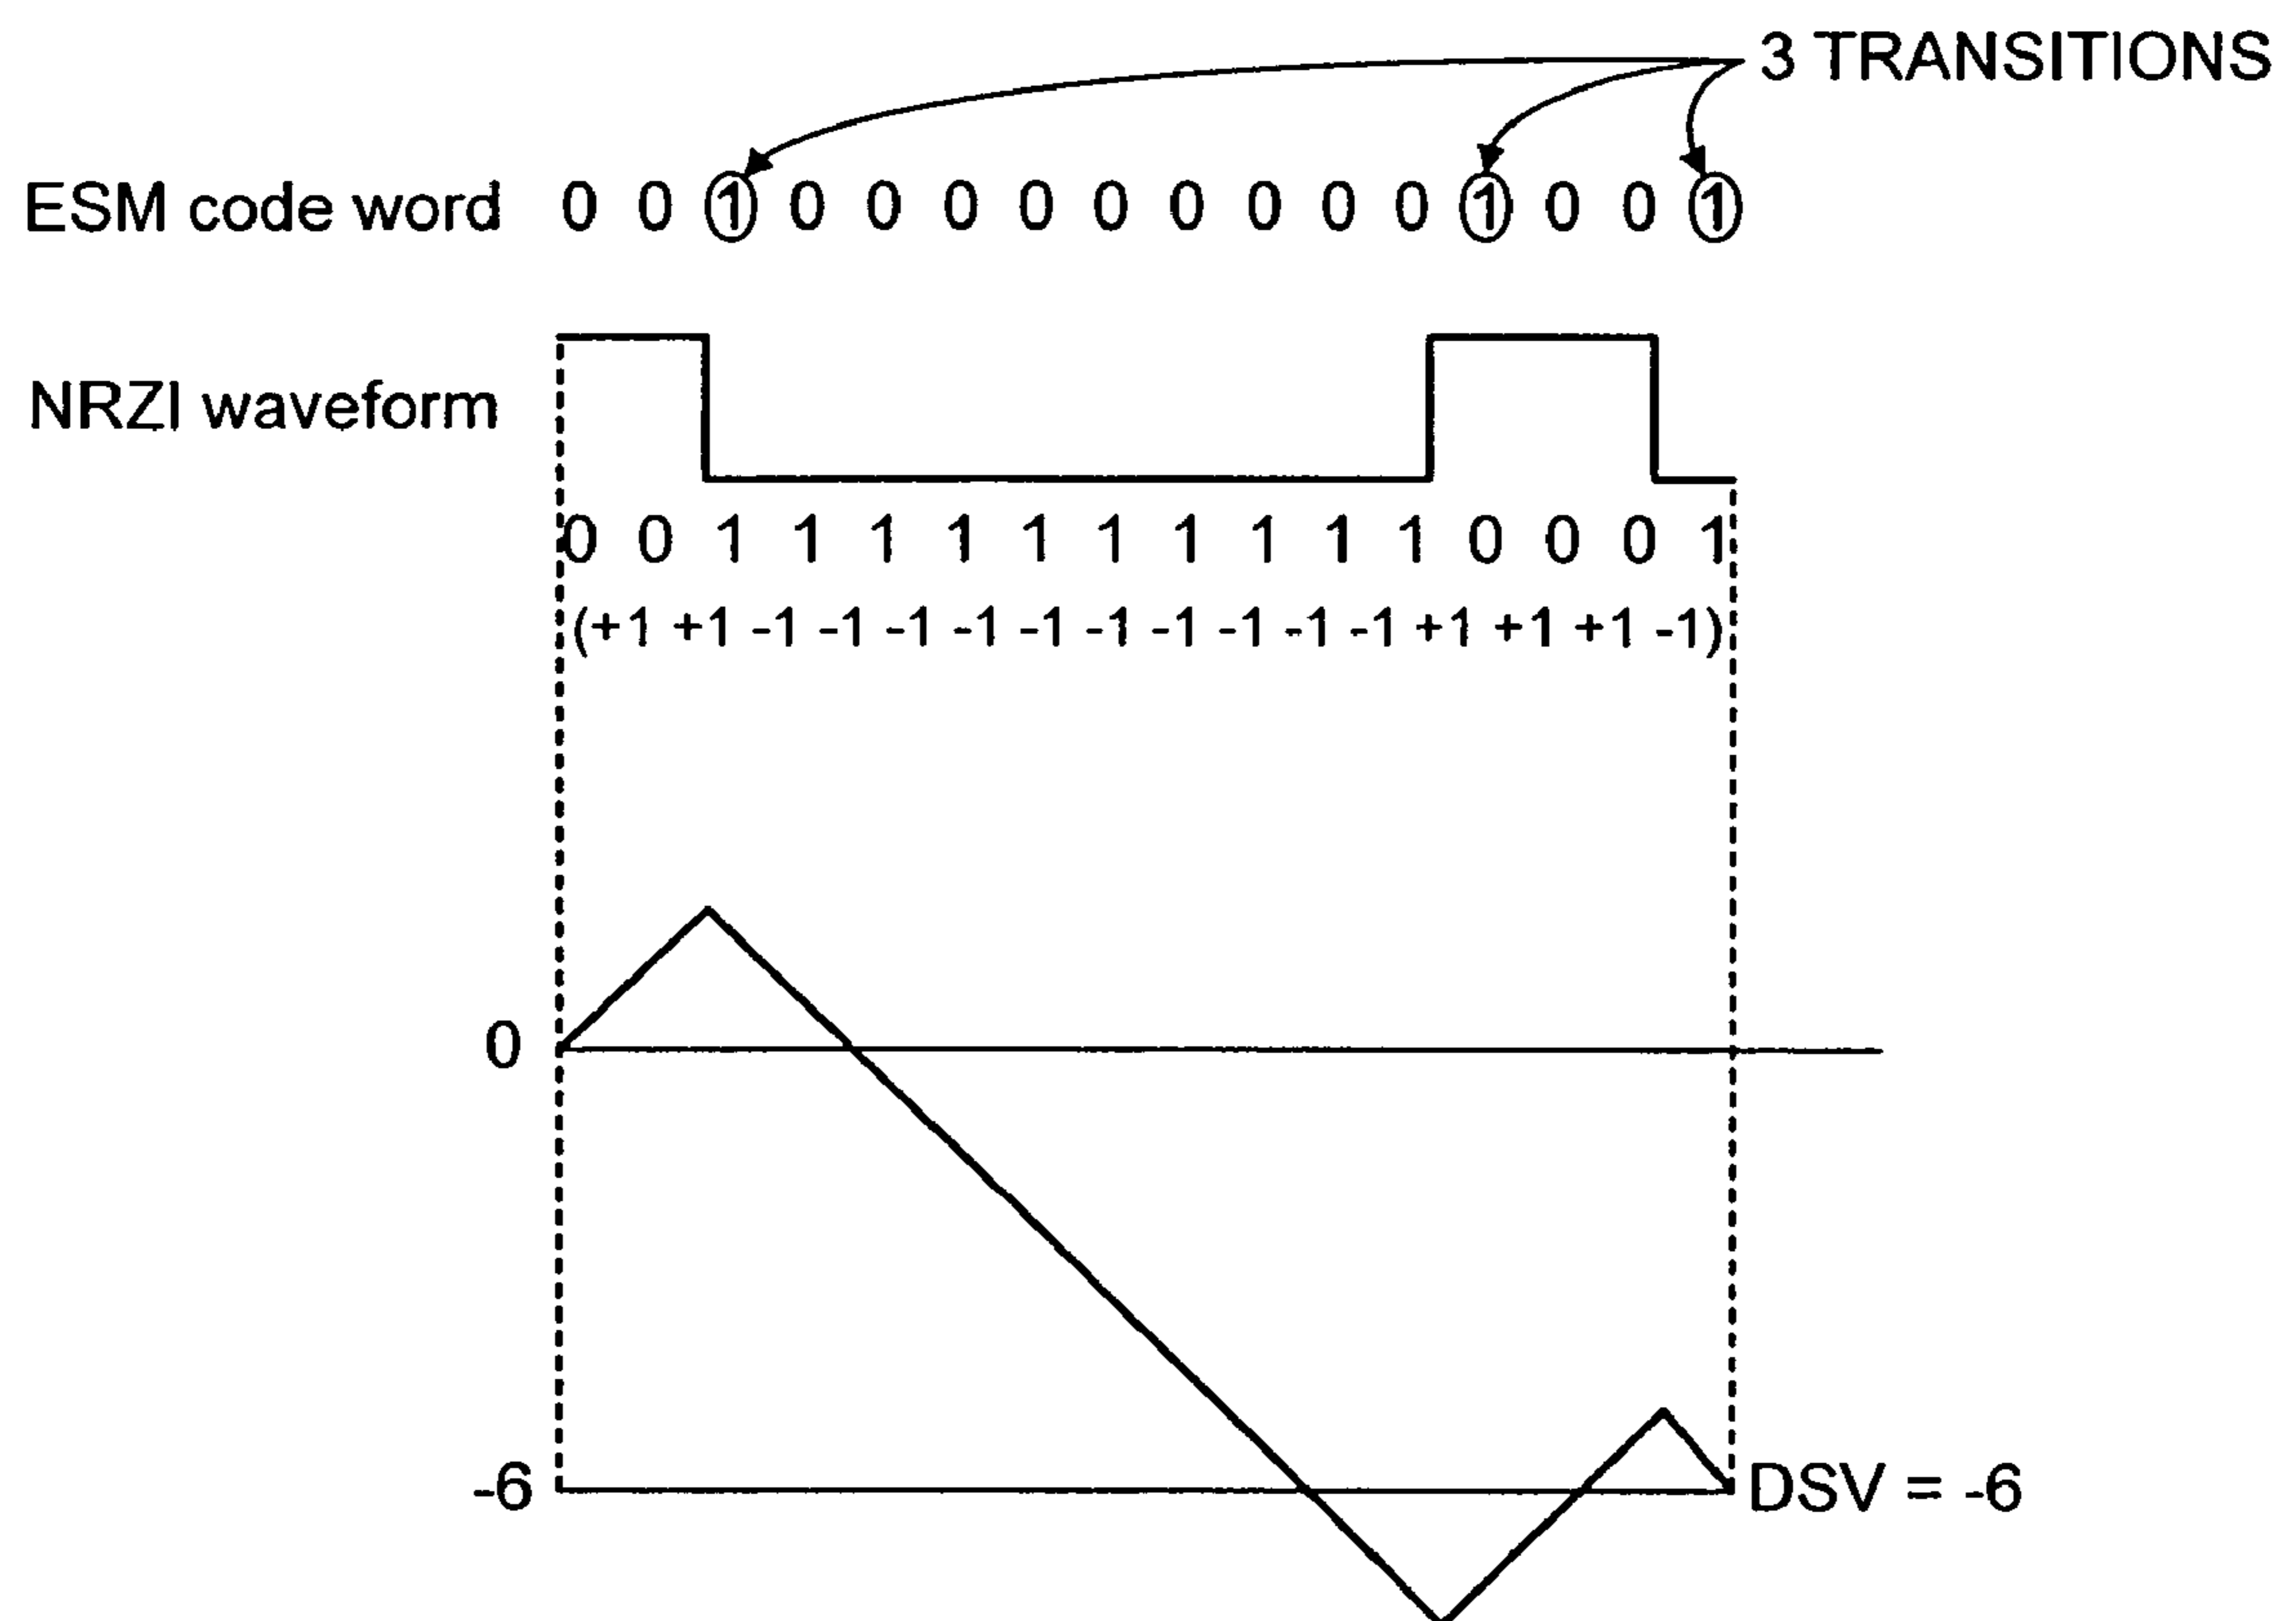 3 TRANSITIONS
ESM code word 0 0 1 0 0 0 0 0 0 0 0 0 1 0 0 1
NRZI waveform
0 0 1 1 1 1 1 1 1 1 1 1 0 0 0 1
(+1 +1 -1 -1 -1 -1 -1 -1 -1 -1 -1 -1 +1 +1 +1 -1)
0
-6 DSV = -6